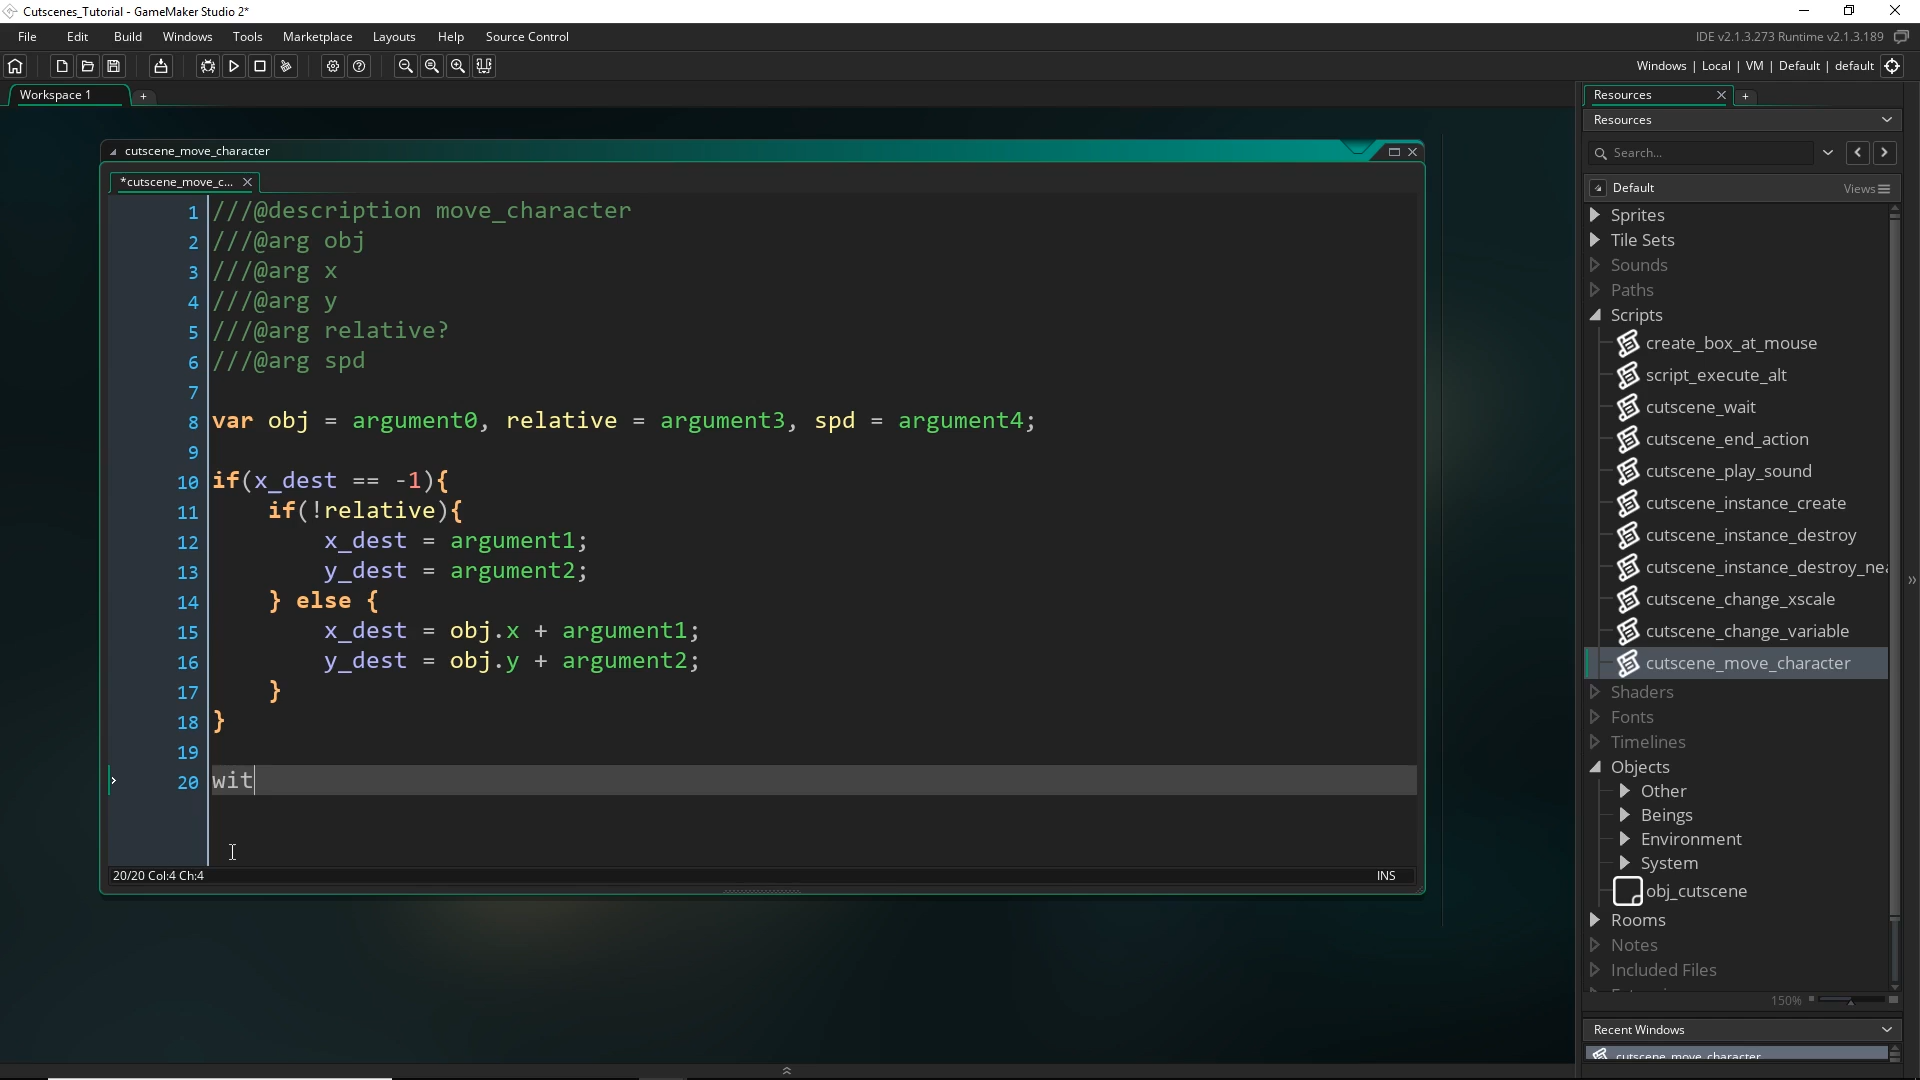 Cutscenes_Tutorial - GameMaker Studio 2*
File Edit Build Windows Tools Marketplace Layouts Help Source Control
IDE v2.1.3.273 Runtime v2.1.3.189
Windows | Local | VM | Default | default
Workspace 1 +
Resources +
Resources
Search...
Default Views
Sprites
Tile Sets
Sounds
Paths
Scripts
create_box_at_mouse
script_execute_alt
cutscene_wait
cutscene_end_action
cutscene_play_sound
cutscene_instance_create
cutscene_instance_destroy
cutscene_instance_destroy_nea
cutscene_change_xscale
cutscene_change_variable
cutscene_move_character
Shaders
Fonts
Timelines
Objects
Other
Beings
Environment
System
obj_cutscene
Rooms
Notes
Included Files
150%
Recent Windows
cutscene_move_character
cutscene_move_character
*cutscene_move_c...
1 ///@description move_character
2 ///@arg obj
3 ///@arg x
4 ///@arg y
5 ///@arg relative?
6 ///@arg spd
7
8 var obj = argument0, relative = argument3, spd = argument4;
9
10 if(x_dest == -1){
11 if(!relative){
12 x_dest = argument1;
13 y_dest = argument2;
14 } else {
15 x_dest = obj.x + argument1;
16 y_dest = obj.y + argument2;
17 }
18 }
19
20 wit
20/20 Col:4 Ch:4 INS